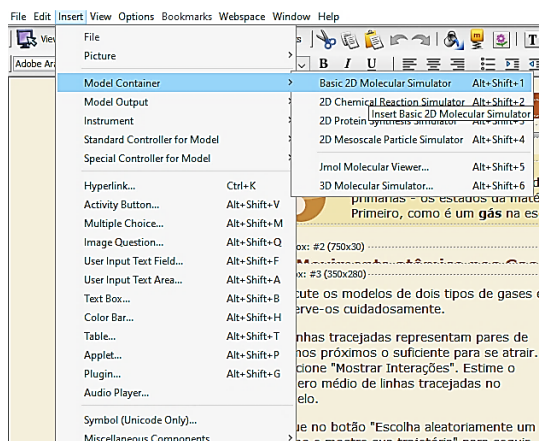 File Edit Insert View Options Bookmarks Webspace Window Help
File
Picture
Adobe Ar
B I U
Model Container
Basic 2D Molecular Simulator Alt+Shift+1
Model Output
2D Chemical Reaction Simulator Alt+Shift+2
Insert Basic 2D Molecular Simulator
Instrument
2D Protein Synthesis Simulator Alt+Shift+3
Standard Controller for Model
2D Mesoscale Particle Simulator Alt+Shift+4
Special Controller for Model
Jmol Molecular Viewer... Alt+Shift+5
Hyperlink... Ctrl+K
3D Molecular Simulator... Alt+Shift+6
Activity Button... Alt+Shift+V
primárias - os estados da maté
Multiple Choice... Alt+Shift+M
Primeiro, como é um gás na es
Image Question... Alt+Shift+Q
User Input Text Field... Alt+Shift+F
ox: #2 (750x30)
User Input Text Area... Alt+Shift+A
ox: #3 (350x280)
Text Box... Alt+Shift+B
cute os modelos de dois tipos de gases e
Color Bar... Alt+Shift+H
erve-os cuidadosamente.
Table... Alt+Shift+T
nhas tracejadas representam pares de
Applet... Alt+Shift+P
nos próximos o suficiente para se atrair.
Plugin... Alt+Shift+G
cione "Mostrar Interações". Estime o
Audio Player...
ero médio de linhas tracejadas no
elo.
Symbol (Unicode Only)...
ue no botão "Escolha aleatoriamente um
Miscellaneous Components